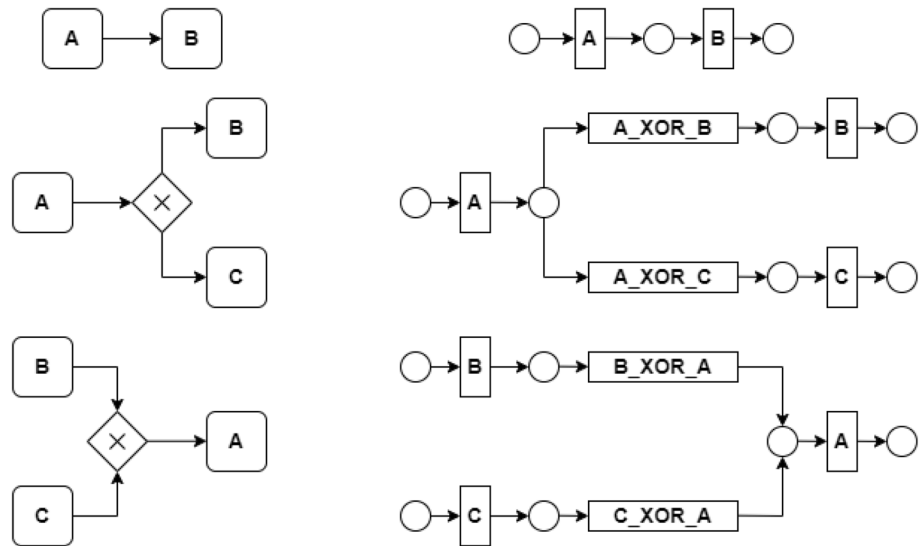 A B A B
B A_XOR_B B
A A
C A_XOR_C C
B B B_XOR_A
A A
C C C_XOR_A